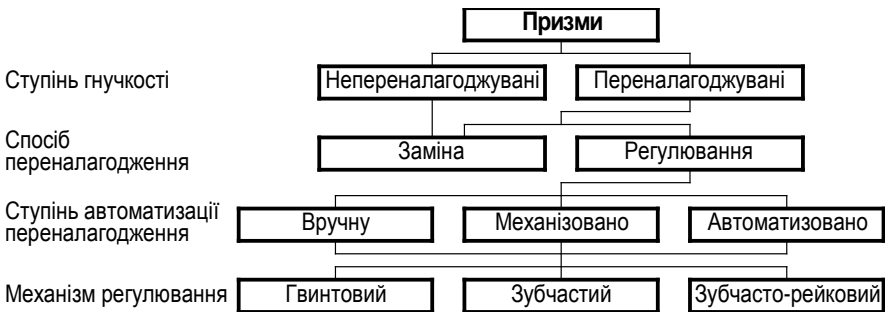 Призми
Ступінь гнучкості
Непереналагоджувані
Переналагоджувані
Спосіб
переналагодження
Заміна
Регулювання
Ступінь автоматизації
переналагодження
Вручну
Механізовано
Автоматизовано
Механізм регулювання
Гвинтовий
Зубчастий
Зубчасто-рейковий